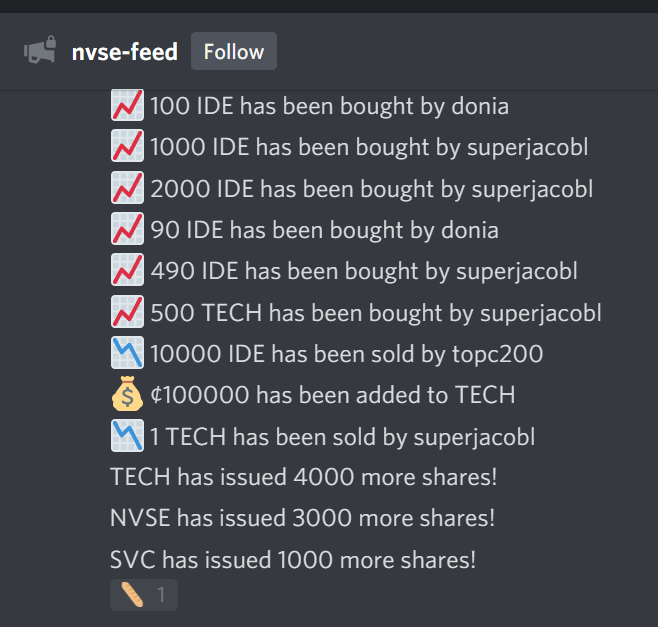 nvse-feed Follow
100 IDE has been bought by donia
1000 IDE has been bought by superjacobl
2000 IDE has been bought by superjacobl
90 IDE has been bought by donia
490 IDE has been bought by superjacobl
500 TECH has been bought by superjacobl
10000 IDE has been sold by topc200
¢100000 has been added to TECH
1 TECH has been sold by superjacobl
TECH has issued 4000 more shares!
NVSE has issued 3000 more shares!
SVC has issued 1000 more shares!
1